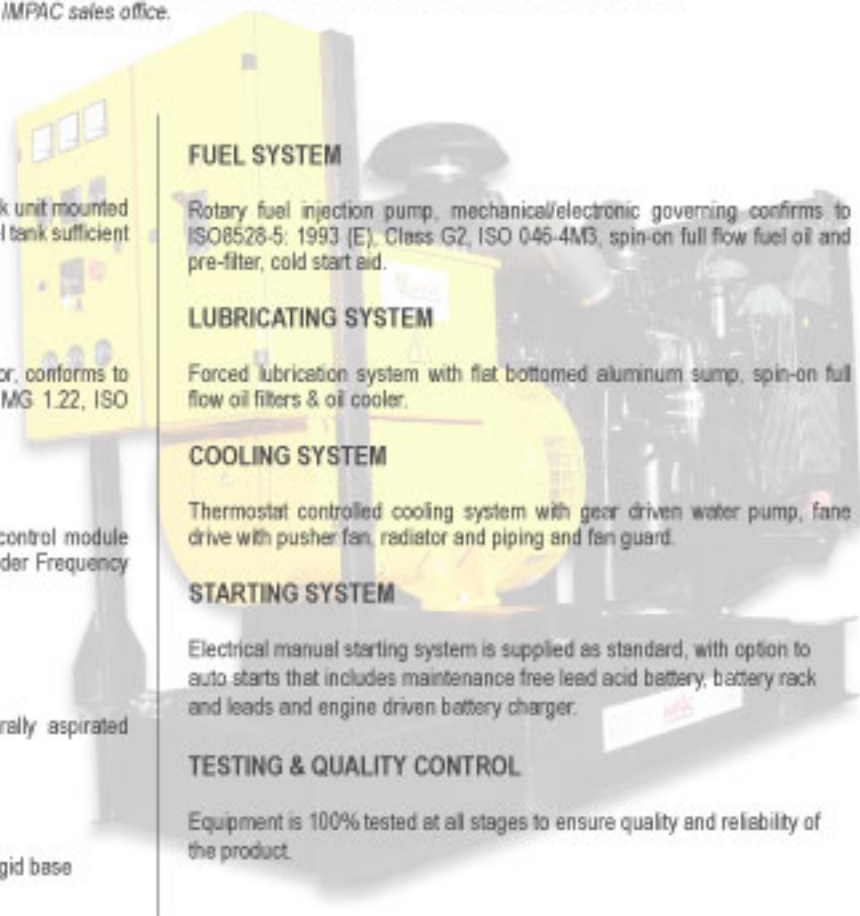 IMPAC sales office.
k unit mounted
el tank sufficient
or, conforms to
MG 1.22, ISO
control module
der Frequency
rally aspirated
gid base
FUEL SYSTEM
Rotary fuel injection pump, mechanical/electronic governing confirms to
ISO8528-5: 1993 (E), Class G2, ISO 046-4M3, spin-on full flow fuel oil and
pre-filter, cold start aid.
LUBRICATING SYSTEM
Forced lubrication system with flat bottomed aluminum sump, spin-on full
flow oil filters & oil cooler.
COOLING SYSTEM
Thermostat controlled cooling system with gear driven water pump, fane
drive with pusher fan, radiator and piping and fan guard.
STARTING SYSTEM
Electrical manual starting system is supplied as standard, with option to
auto starts that includes maintenance free lead acid battery, battery rack
and leads and engine driven battery charger.
TESTING & QUALITY CONTROL
Equipment is 100% tested at all stages to ensure quality and reliability of
the product.